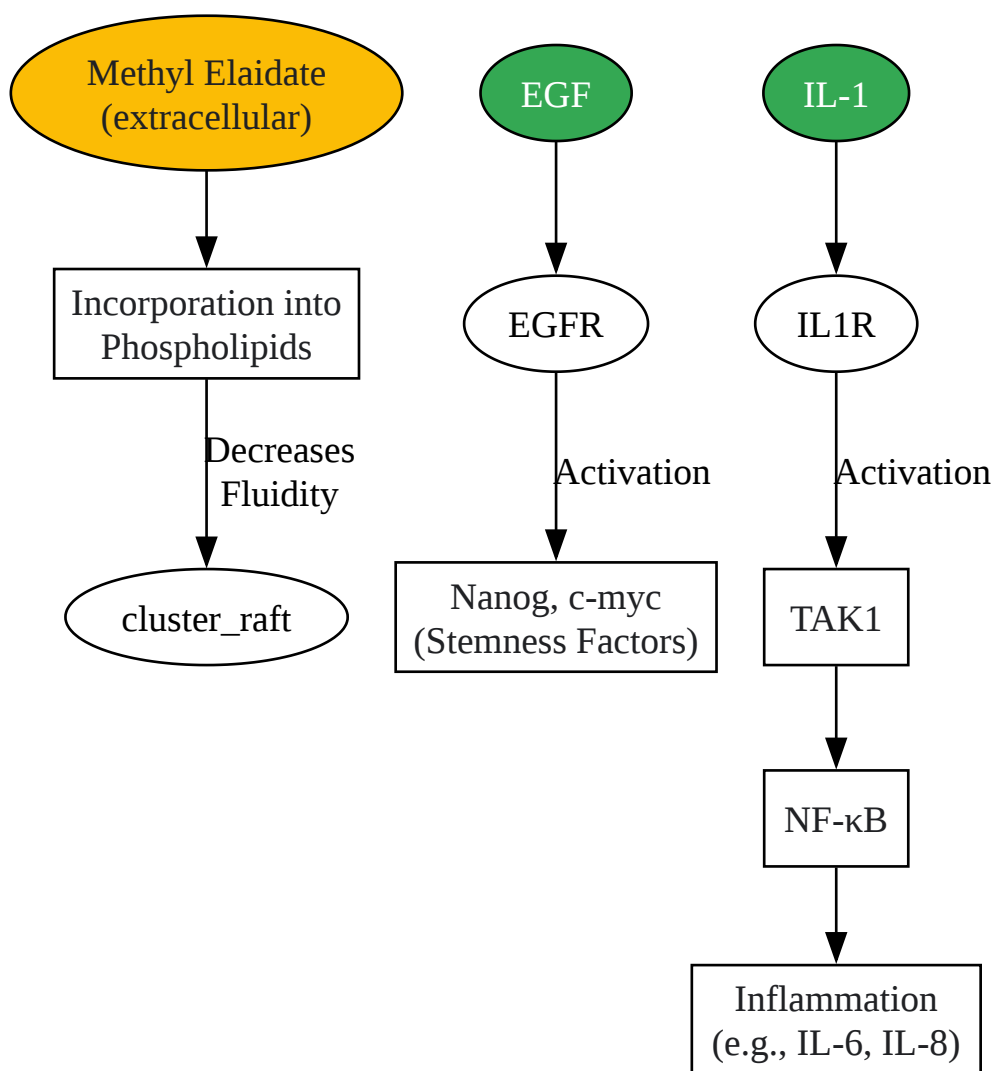 Methyl Elaidate
(extracellular)
EGF
IL-1
Incorporation into
Phospholipids
EGFR
IL1R
Decreases
Fluidity
Activation
Activation
cluster_raft
Nanog, c-myc
(Stemness Factors)
TAK1
NF-κB
Inflammation
(e.g., IL-6, IL-8)